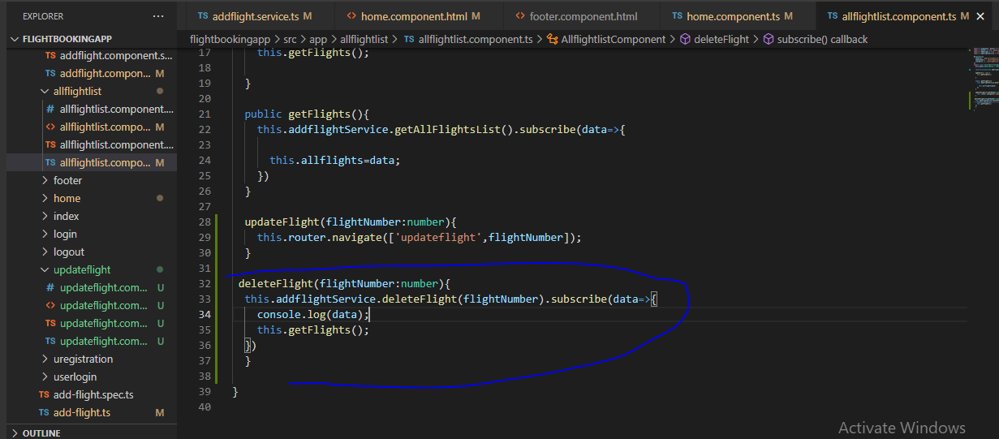 EXPLORER
···
FLIGHTBOOKINGAPP
TS addflight.component.s...
TS addflight.compon... M
allflightlist
# allflightlist.component....
<> allflightlist.compo... M
TS allflightlist.component....
TS allflightlist.compo... M
footer
home
index
login
logout
updateflight
# updateflight.com... U
<> updateflight.com... U
TS updateflight.com... U
TS updateflight.com... U
uregistration
userlogin
TS add-flight.spec.ts
TS add-flight.ts M
OUTLINE
TS addflight.service.ts M
<> home.component.html M
<> footer.component.html
TS home.component.ts M
TS allflightlist.component.ts M ×
flightbookingapp > src > app > allflightlist > TS allflightlist.component.ts > AllflightlistComponent > deleteFlight > subscribe() callback
17 this.getFlights();
18
19 }
20
21 public getFlights(){
22 this.addflightService.getAllFlightsList().subscribe(data=>{
23
24 this.allflights=data;
25 })
26 }
27
28 updateFlight(flightNumber:number){
29 this.router.navigate(['updateflight',flightNumber]);
30 }
31
32 deleteFlight(flightNumber:number){
33 this.addflightService.deleteFlight(flightNumber).subscribe(data=>{
34 console.log(data);
35 this.getFlights();
36 })
37 }
38
39 }
40
Activate Windows